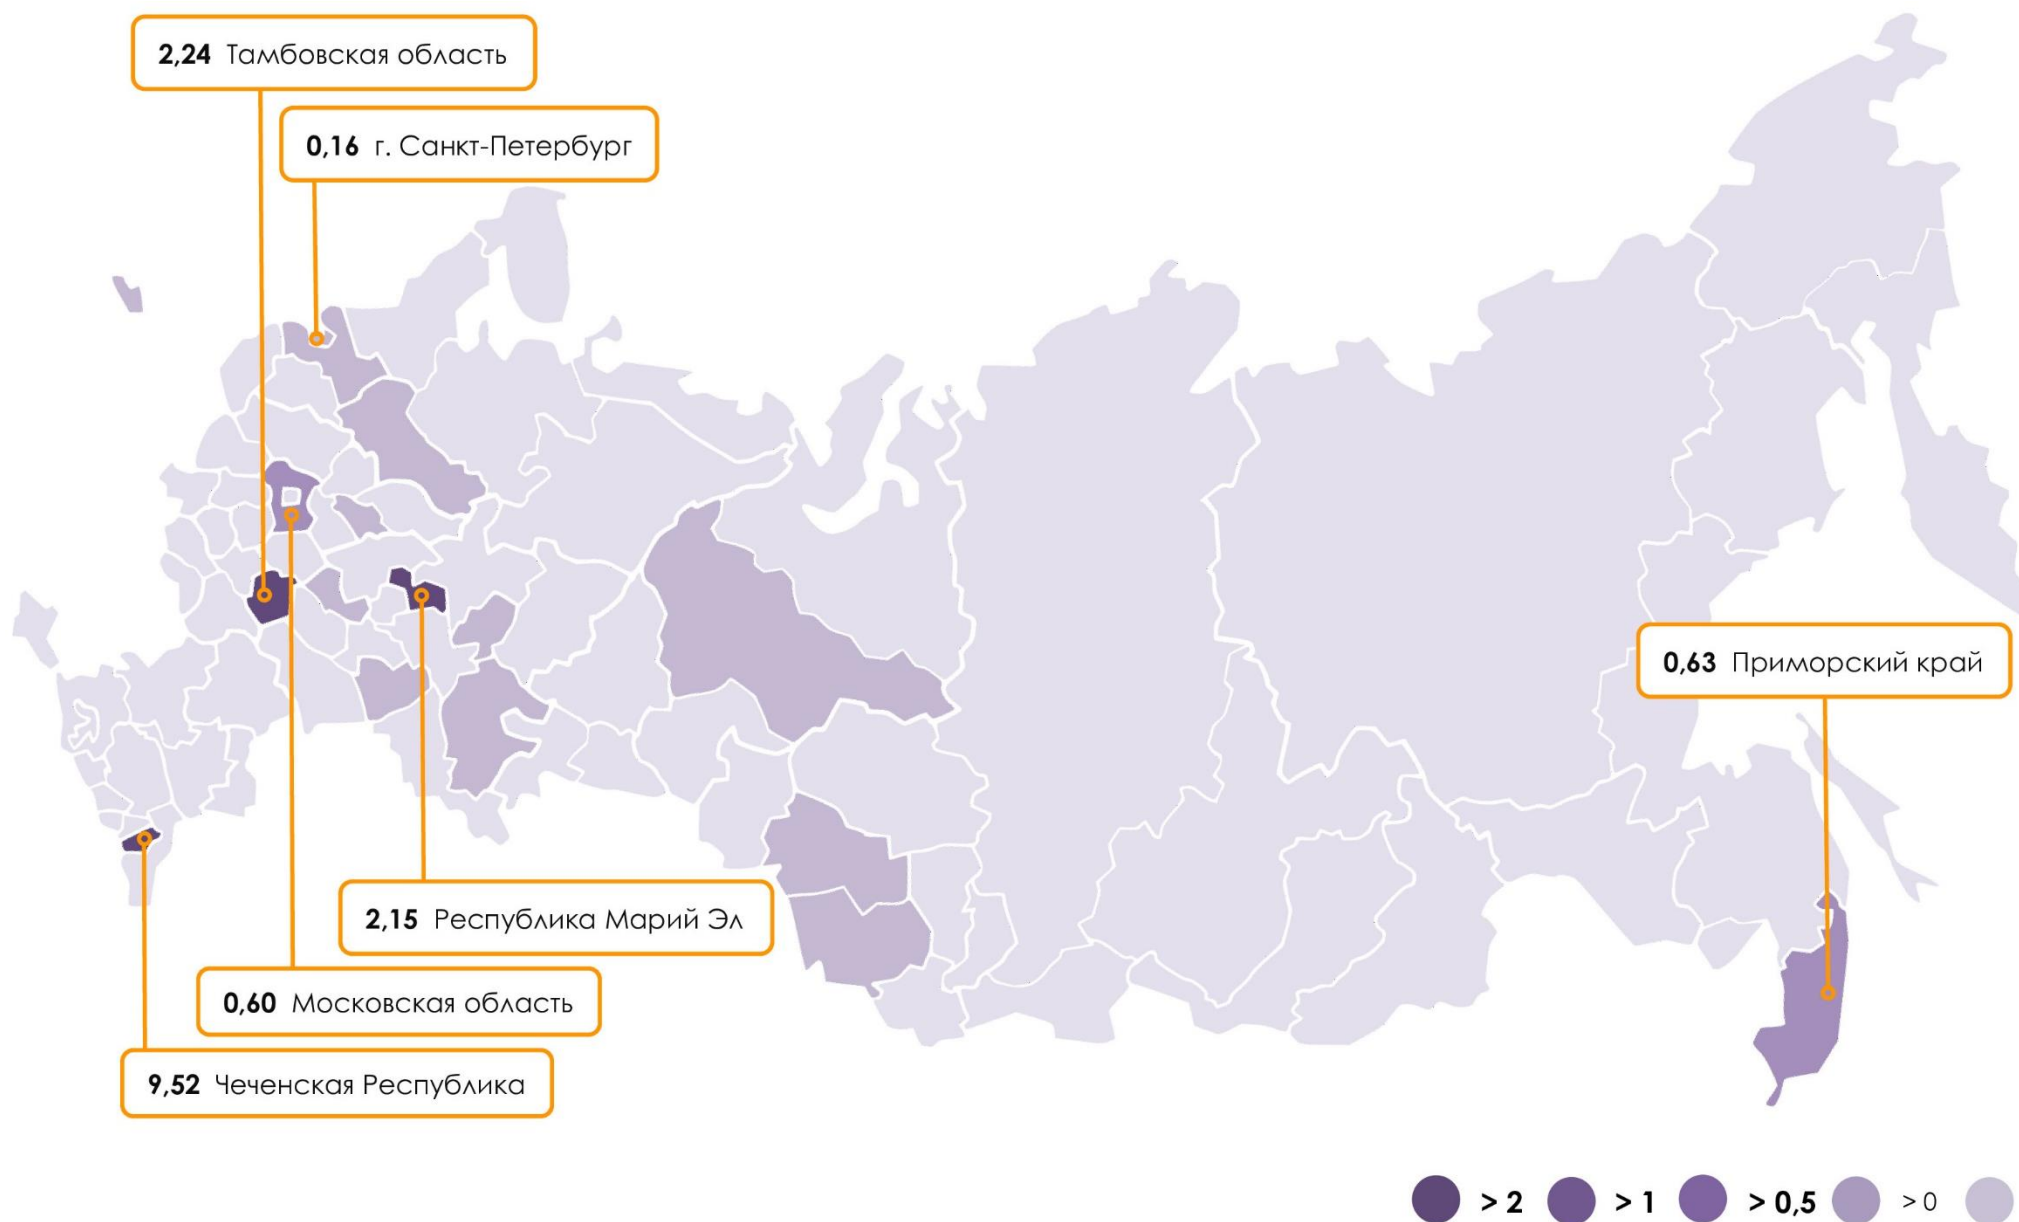 2,24 Тамбовская область
0,16 г. Санкт-Петербург
0,63 Приморский край
2,15 Республика Марий Эл
0,60 Московская область
9,52 Чеченская Республика
> 2 > 1 > 0,5 > 0